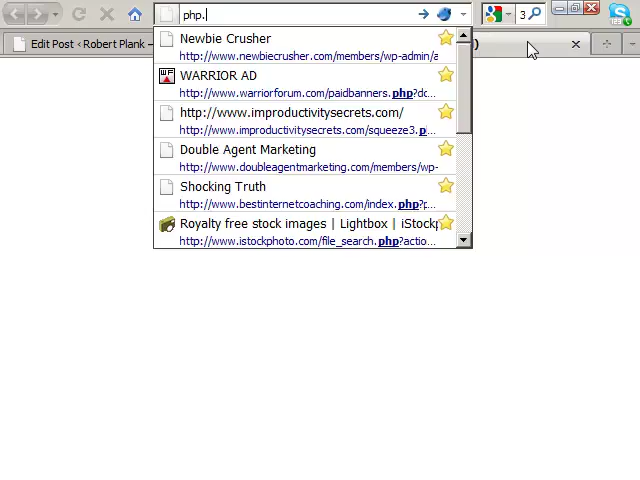 php.
3
Edit Post ‹ Robert Plank —
)
Newbie Crusher
http://www.newbiecrusher.com/members/wp-admin/a
WARRIOR AD
http://www.warriorforum.com/paidbanners.php?dc...
http://www.improductivitysecrets.com/
http://www.improductivitysecrets.com/squeeze3.p...
Double Agent Marketing
http://www.doubleagentmarketing.com/members/wp-
Shocking Truth
http://www.bestinternetcoaching.com/index.php?p...
Royalty free stock images | Lightbox | iStockp
http://www.istockphoto.com/file_search.php?actio...